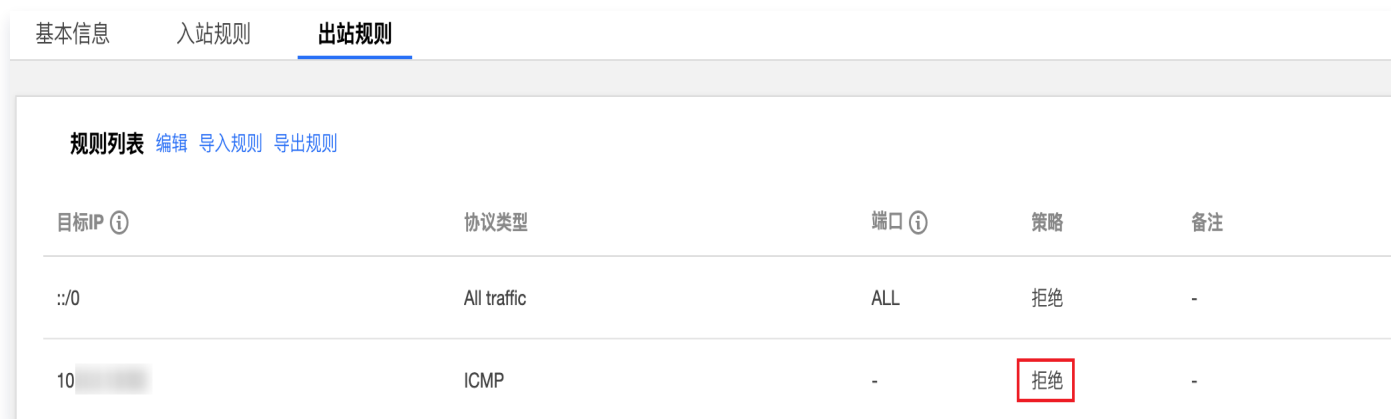 基本信息 入站规则 出站规则
规则列表 编辑 导入规则 导出规则
目标IP 协议类型 端口 策略 备注
::/0 All traffic ALL 拒绝 -
10 ICMP - 拒绝 -